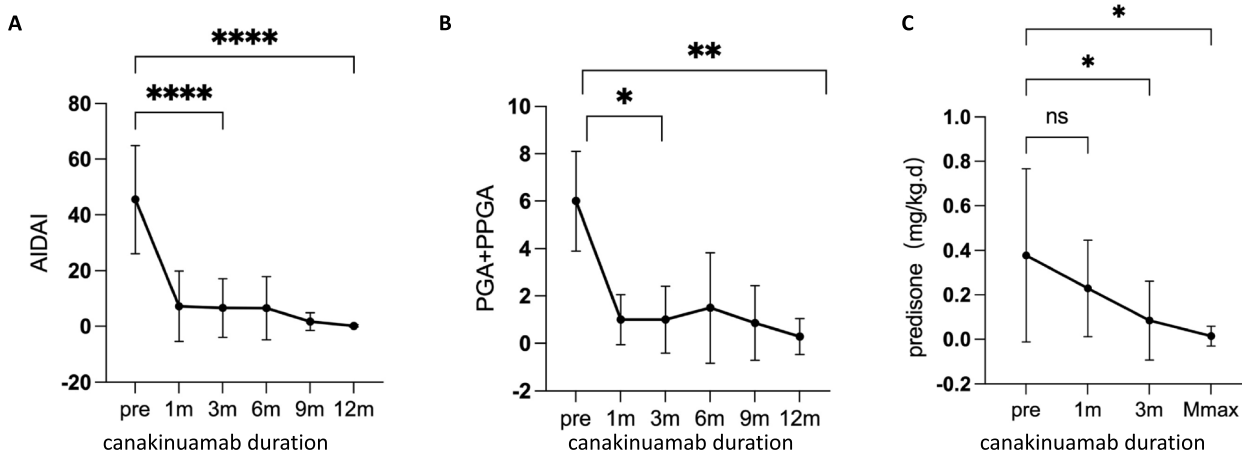 A
****
****
AIDAI
80
60
40
20
0
-20
pre 1m 3m 6m 9m 12m
canakinuamab duration
B
**
*
PGA+PPGA
10
8
6
4
2
0
-2
pre 1m 3m 6m 9m 12m
canakinuamab duration
C
*
*
ns
predisone (mg/kg.d)
1.0
0.8
0.6
0.4
0.2
0.0
-0.2
pre 1m 3m Mmax
canakinuamab duration